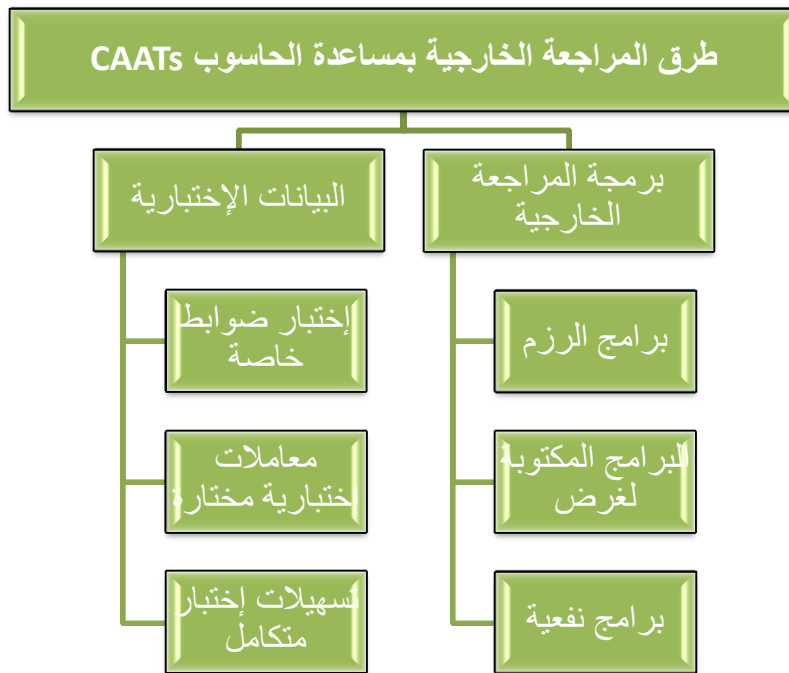 طرق المراجعة الخارجية بمساعدة الحاسوب CAATs
برمجة المراجعة
الخارجية
برامج الرزم
البرامج المكتوبة
لغرض
برامج نفعية
البيانات الإختبارية
إختبار ضوابط
خاصة
معاملات
إختبارية مختارة
تسهيلات إختبار
متكامل